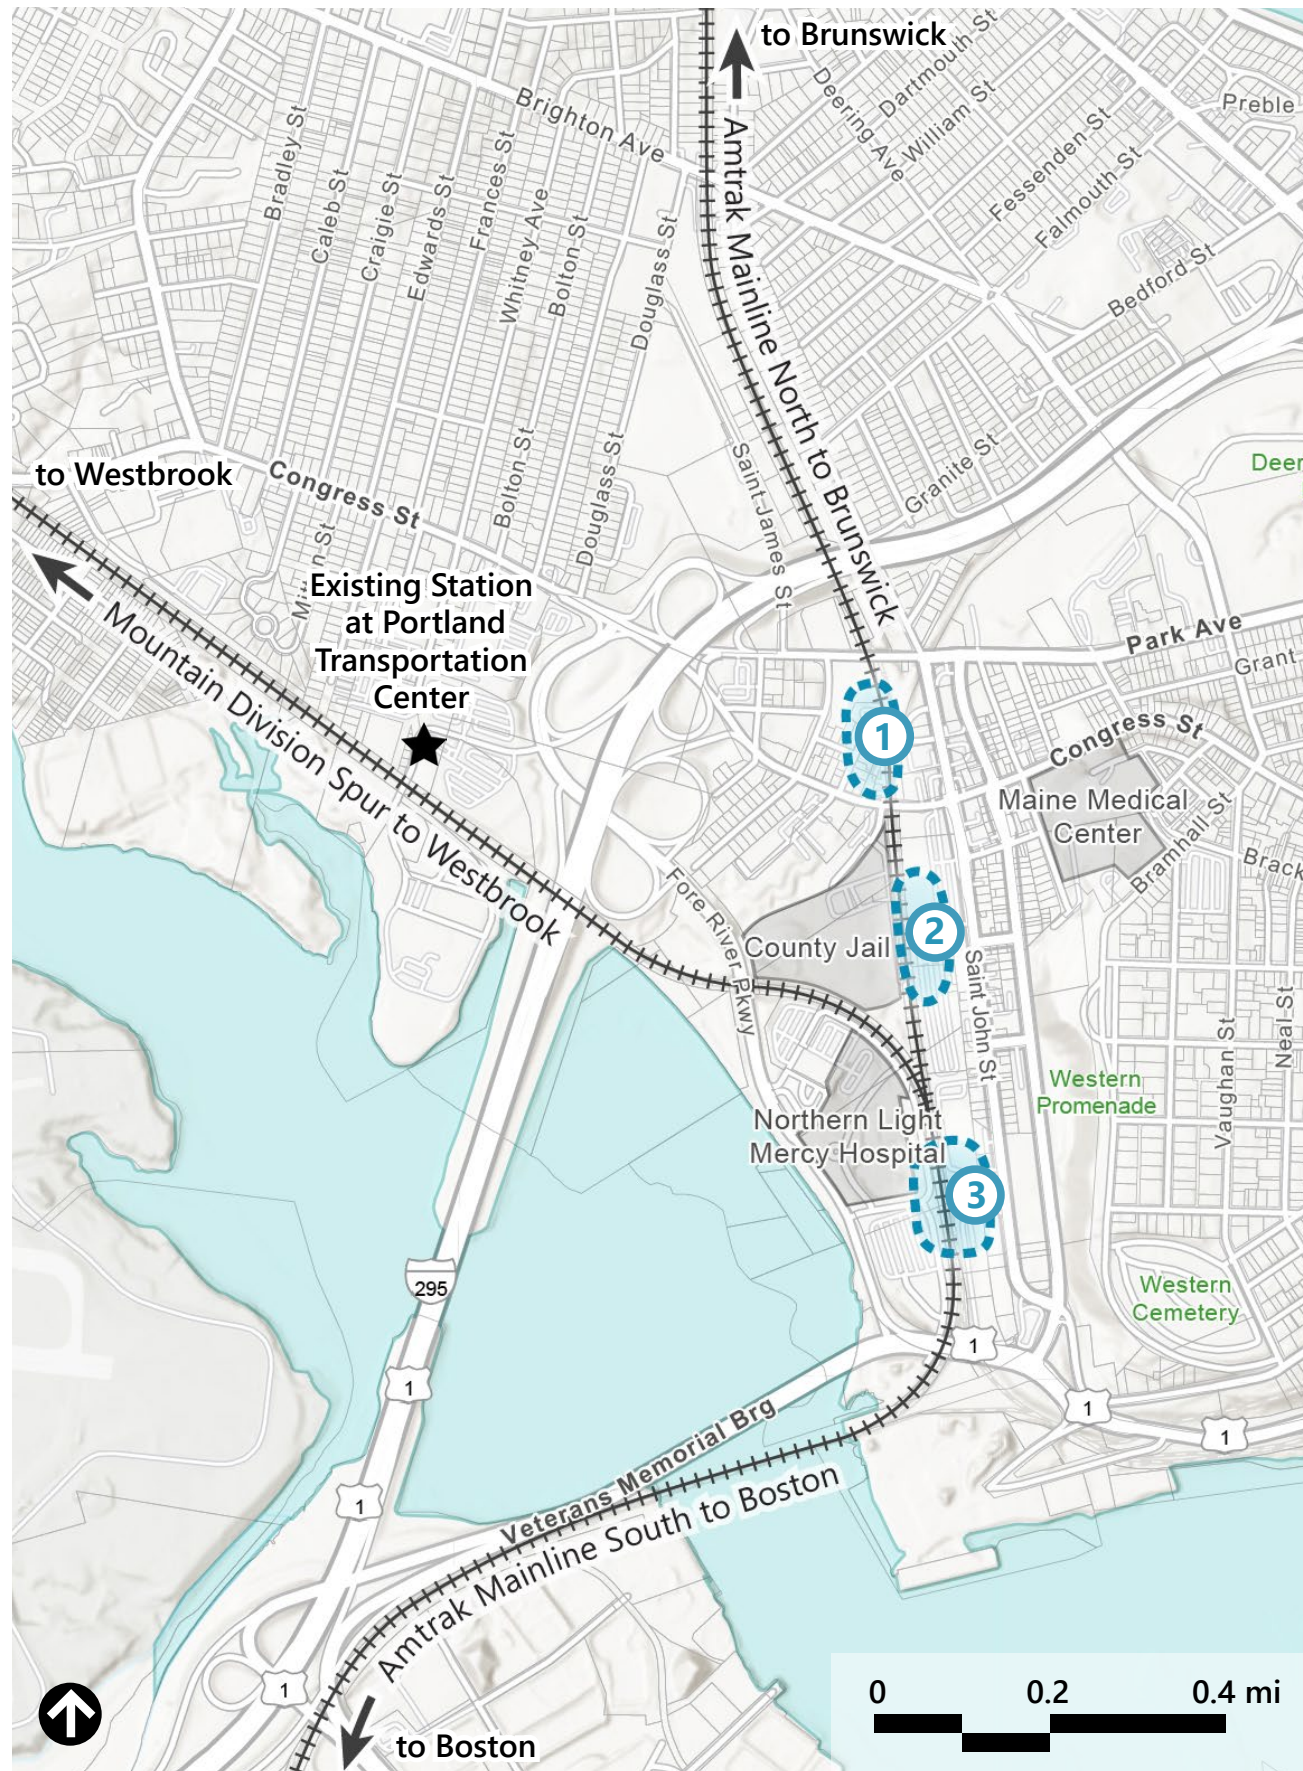 to Brunswick
Dartmouth St
Deering Ave
William St
Preble
Brighton Ave
Fessenden St
Falmouth St
Bedford St
Bradley St
Caleb St
Craigie St
Edwards St
Frances St
Whitney Ave
Bolton St
Douglass St
Amtrak Mainline North to Brunswick
to Westbrook
Congress St
Bolton St
Douglass St
Saint James St
Granite St
Deer
Existing Station
at Portland
Transportation
Center
Park Ave
Grant
Mountain Division Spur to Westbrook
1
Congress St
Maine Medical
Center
Bramhall St
Brack
Fore River Pkwy
County Jail
2
Saint John St
Neal St
Vaughan St
Western
Promenade
Northern Light
Mercy Hospital
3
295
Western
Cemetery
1
1
1
1
1
Veterans Memorial Brg
Amtrak Mainline South to Boston
1
to Boston
0 0.2 0.4 mi